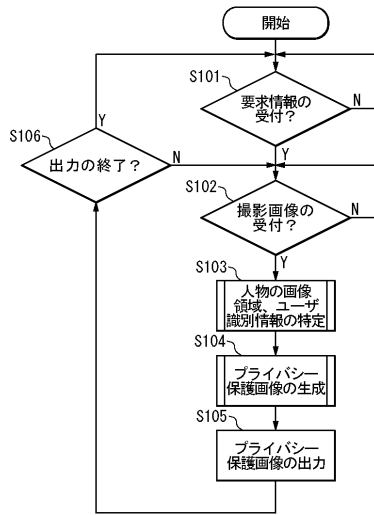 開始
S101
要求情報の
受付？
N
Y
S106
出力の終了？
Y
N
S102
撮影画像の
受付？
N
Y
S103
人物の画像
領域、ユーザ
識別情報の特定
S104
プライバシー
保護画像の生成
S105
プライバシー
保護画像の出力